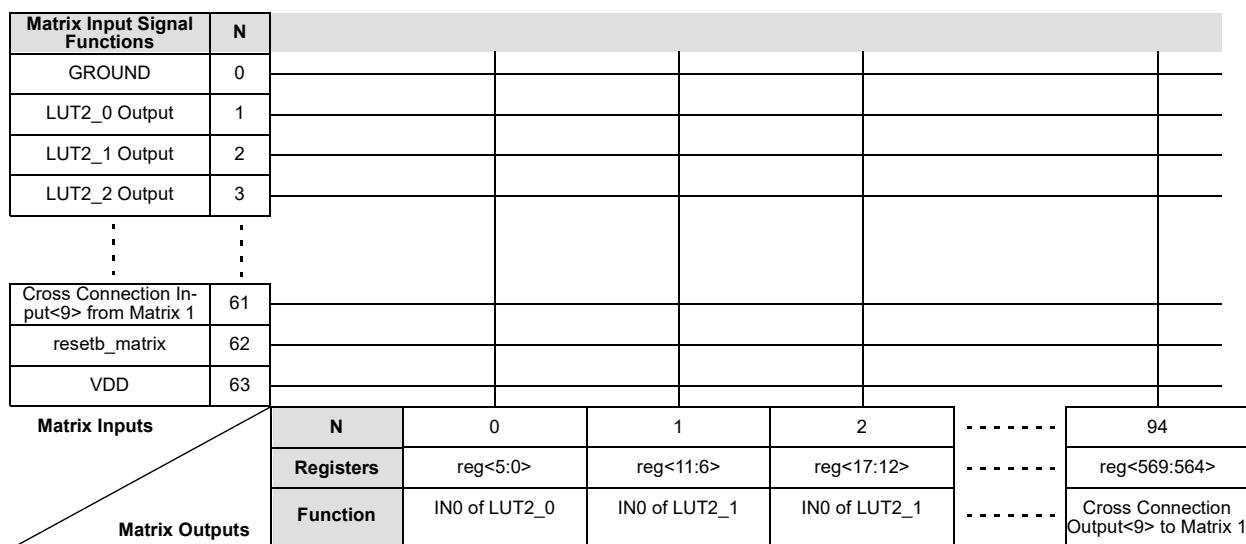 Matrix Input Signal
Functions
N
GROUND
0
LUT2_0 Output
1
LUT2_1 Output
2
LUT2_2 Output
3
Cross Connection In-
put<9> from Matrix 1
61
resetb_matrix
62
VDD
63
Matrix Inputs
Matrix Outputs
N
0
1
2
94
Registers
reg<5:0>
reg<11:6>
reg<17:12>
reg<569:564>
Function
IN0 of LUT2_0
IN0 of LUT2_1
IN0 of LUT2_1
Cross Connection
Output<9> to Matrix 1